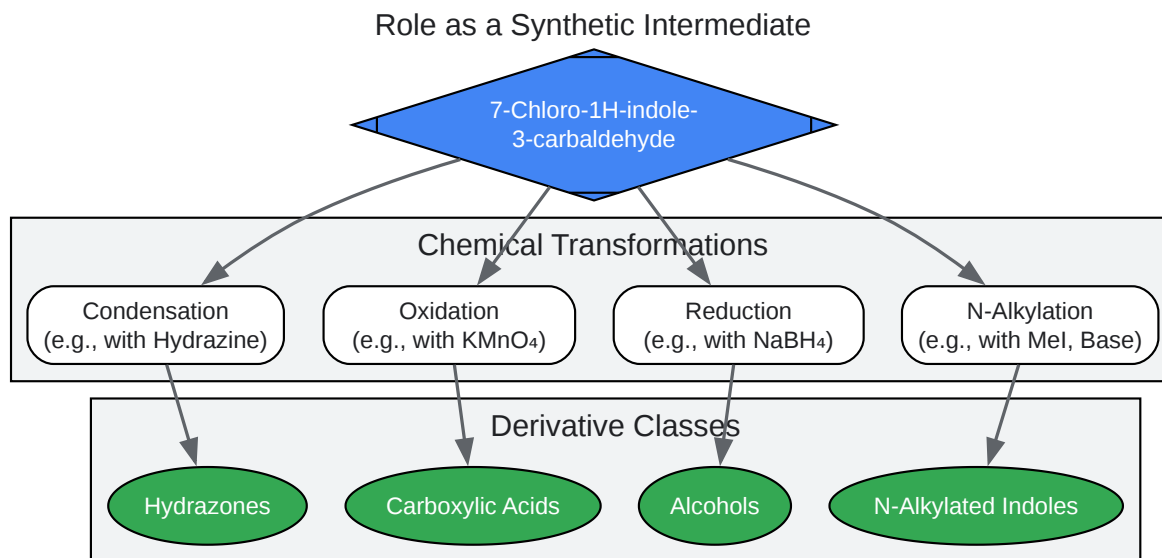 Role as a Synthetic Intermediate
7-Chloro-1H-indole-
3-carbaldehyde
Chemical Transformations
Condensation
(e.g., with Hydrazine)
Oxidation
(e.g., with KMnO₄)
Reduction
(e.g., with NaBH₄)
N-Alkylation
(e.g., with MeI, Base)
Derivative Classes
Hydrazones
Carboxylic Acids
Alcohols
N-Alkylated Indoles